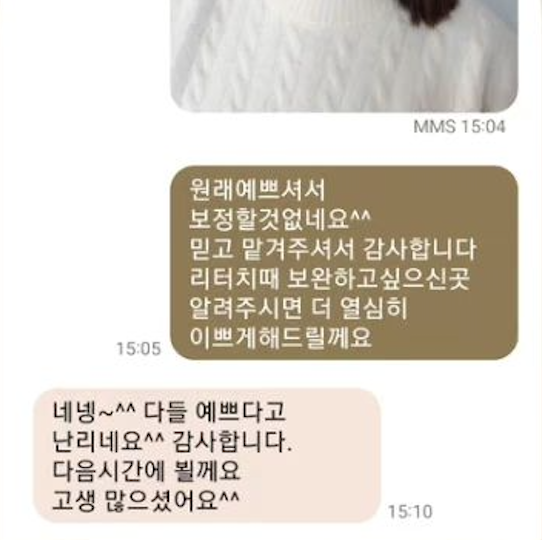 MMS 15:04
원래예쁘셔서
보정할것없네요^^
믿고 맡겨주셔서 감사합니다
리터치때 보완하고싶으신곳
알려주시면 더 열심히
이쁘게해드릴께요
15:05
네넹~^^ 다들 예쁘다고
난리네요^^ 감사합니다.
다음시간에 뵐께요
고생 많으셨어요^^
15:10